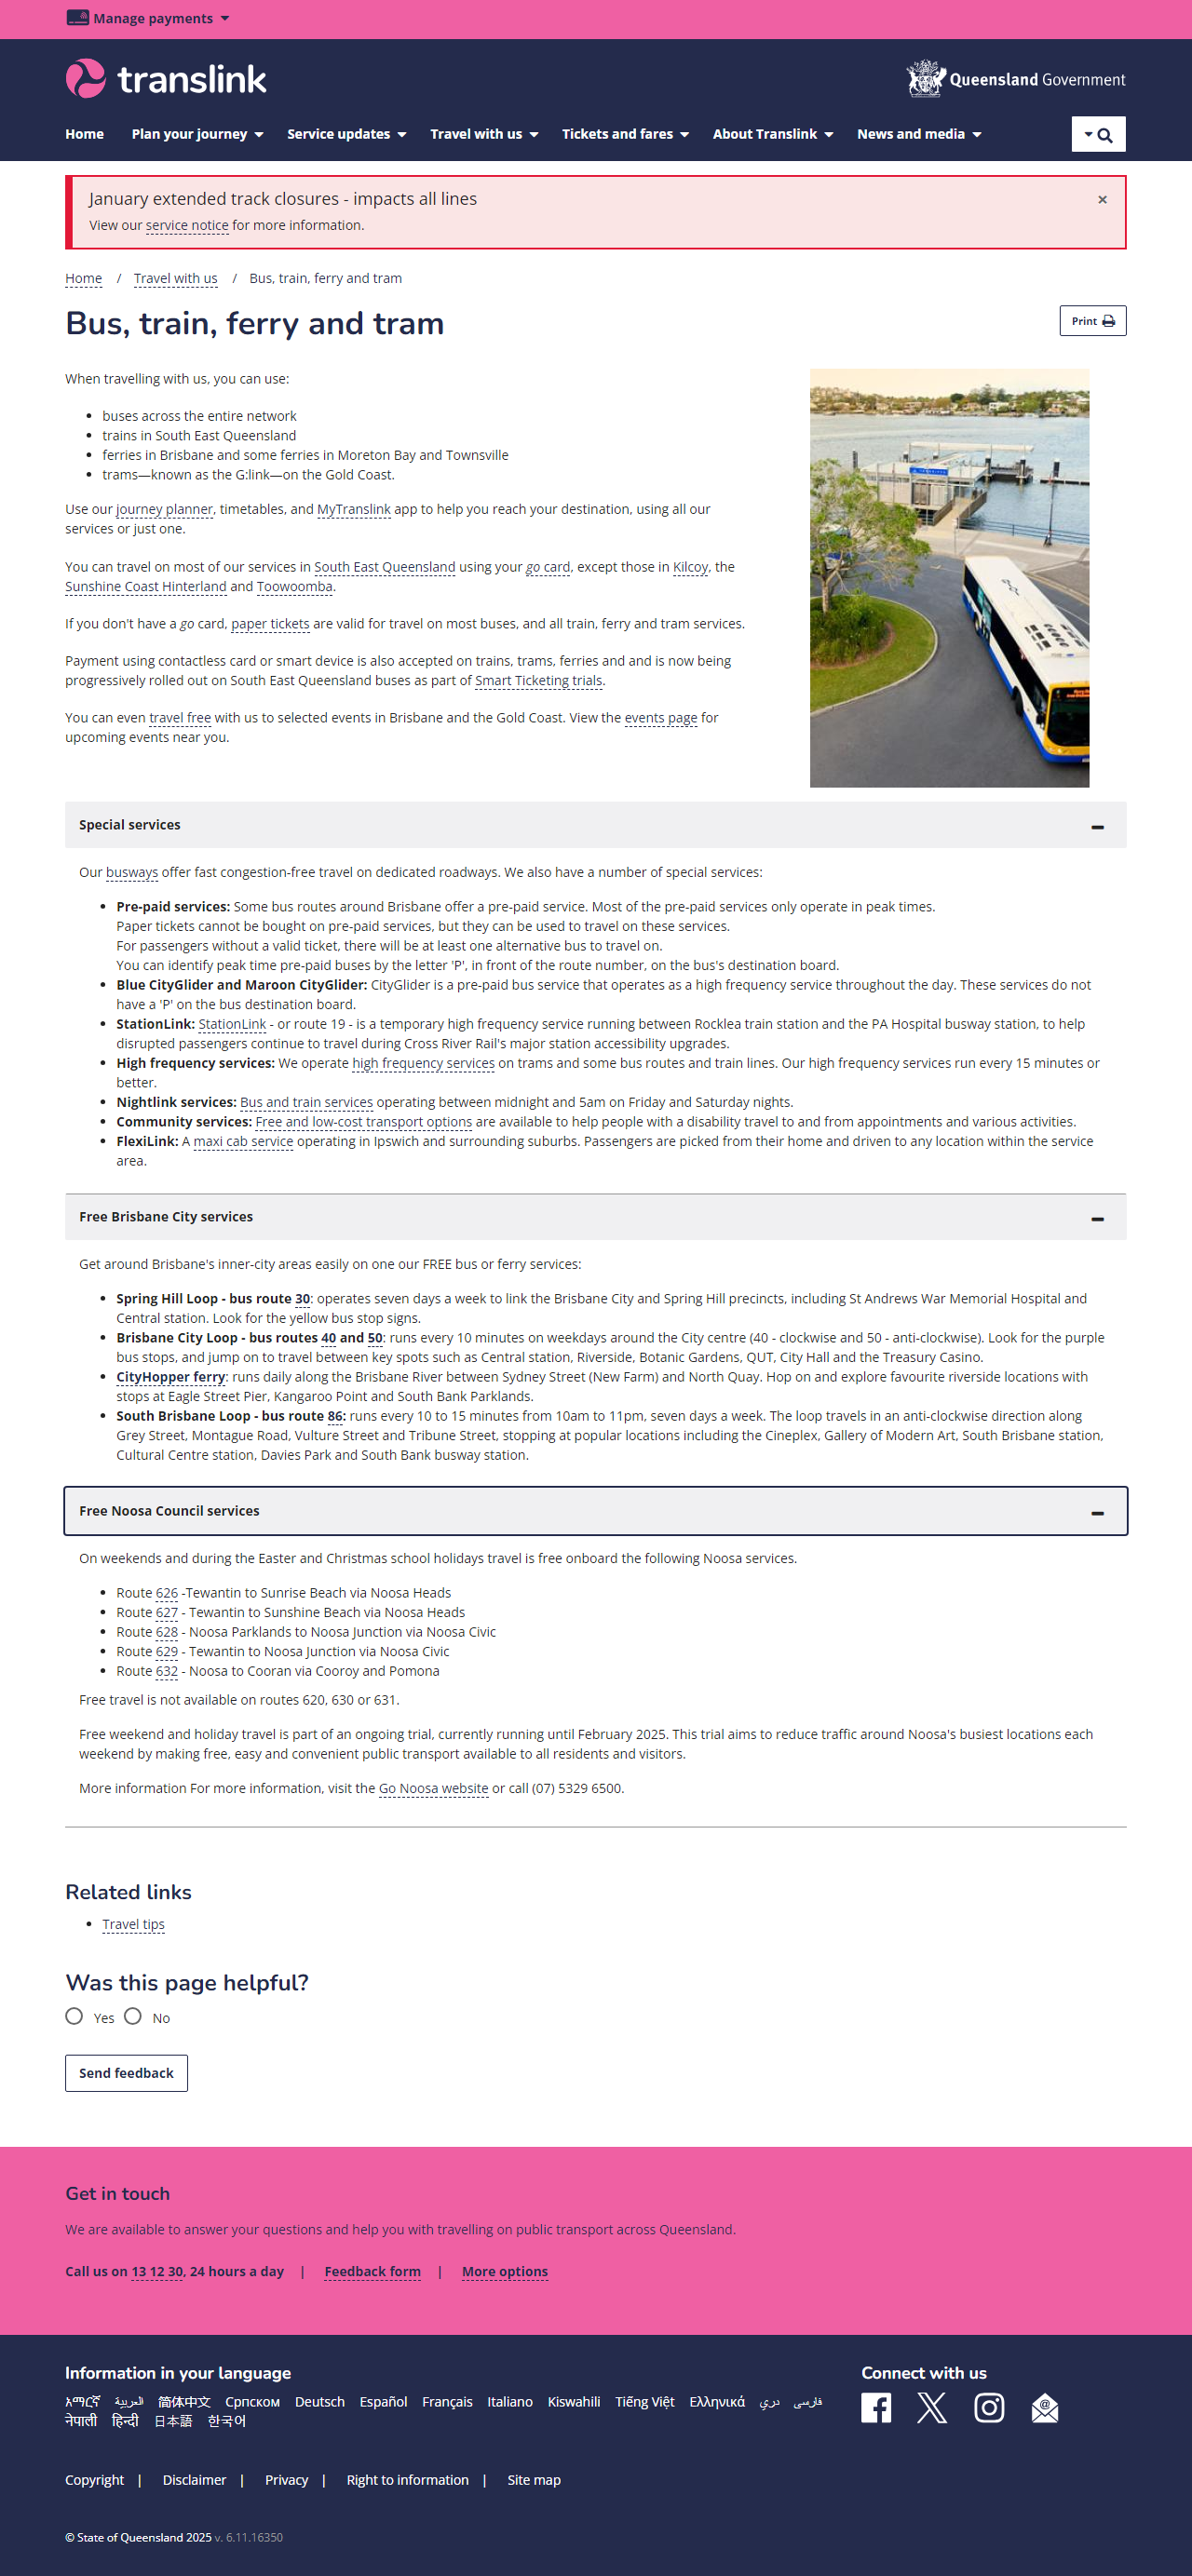 Manage payments
translink
Queensland Government
Home Plan your journey Service updates Travel with us Tickets and fares About Translink News and media
January extended track closures - impacts all lines ×
View our service notice for more information.
Home / Travel with us / Bus, train, ferry and tram
Bus, train, ferry and tram
Print
When travelling with us, you can use:
• buses across the entire network
• trains in South East Queensland
• ferries in Brisbane and some ferries in Moreton Bay and Townsville
• trams—known as the G:link—on the Gold Coast.
Use our journey planner, timetables, and MyTranslink app to help you reach your destination, using all our
services or just one.
You can travel on most of our services in South East Queensland using your go card, except those in Kilcoy, the
Sunshine Coast Hinterland and Toowoomba.
If you don't have a go card, paper tickets are valid for travel on most buses, and all train, ferry and tram services.
Payment using contactless card or smart device is also accepted on trains, trams, ferries and and is now being
progressively rolled out on South East Queensland buses as part of Smart Ticketing trials.
You can even travel free with us to selected events in Brisbane and the Gold Coast. View the events page for
upcoming events near you.
Special services
Our busways offer fast congestion-free travel on dedicated roadways. We also have a number of special services:
• Pre-paid services: Some bus routes around Brisbane offer a pre-paid service. Most of the pre-paid services only operate in peak times.
Paper tickets cannot be bought on pre-paid services, but they can be used to travel on these services.
For passengers without a valid ticket, there will be at least one alternative bus to travel on.
You can identify peak time pre-paid buses by the letter 'P', in front of the route number, on the bus's destination board.
• Blue CityGlider and Maroon CityGlider: CityGlider is a pre-paid bus service that operates as a high frequency service throughout the day. These services do not
have a 'P' on the bus destination board.
• StationLink: StationLink - or route 19 - is a temporary high frequency service running between Rocklea train station and the PA Hospital busway station, to help
disrupted passengers continue to travel during Cross River Rail's major station accessibility upgrades.
• High frequency services: We operate high frequency services on trams and some bus routes and train lines. Our high frequency services run every 15 minutes or
better.
• Nightlink services: Bus and train services operating between midnight and 5am on Friday and Saturday nights.
• Community services: Free and low-cost transport options are available to help people with a disability travel to and from appointments and various activities.
• FlexiLink: A maxi cab service operating in Ipswich and surrounding suburbs. Passengers are picked from their home and driven to any location within the service
area.
Free Brisbane City services
Get around Brisbane's inner-city areas easily on one our FREE bus or ferry services:
• Spring Hill Loop - bus route 30: operates seven days a week to link the Brisbane City and Spring Hill precincts, including St Andrews War Memorial Hospital and
Central station. Look for the yellow bus stop signs.
• Brisbane City Loop - bus routes 40 and 50: runs every 10 minutes on weekdays around the City centre (40 - clockwise and 50 - anti-clockwise). Look for the purple
bus stops, and jump on to travel between key spots such as Central station, Riverside, Botanic Gardens, QUT, City Hall and the Treasury Casino.
• CityHopper ferry: runs daily along the Brisbane River between Sydney Street (New Farm) and North Quay. Hop on and explore favourite riverside locations with
stops at Eagle Street Pier, Kangaroo Point and South Bank Parklands.
• South Brisbane Loop - bus route 86: runs every 10 to 15 minutes from 10am to 11pm, seven days a week. The loop travels in an anti-clockwise direction along
Grey Street, Montague Road, Vulture Street and Tribune Street, stopping at popular locations including the Cineplex, Gallery of Modern Art, South Brisbane station,
Cultural Centre station, Davies Park and South Bank busway station.
Free Noosa Council services
On weekends and during the Easter and Christmas school holidays travel is free onboard the following Noosa services.
• Route 626 -Tewantin to Sunrise Beach via Noosa Heads
• Route 627 - Tewantin to Sunshine Beach via Noosa Heads
• Route 628 - Noosa Parklands to Noosa Junction via Noosa Civic
• Route 629 - Tewantin to Noosa Junction via Noosa Civic
• Route 632 - Noosa to Cooran via Cooroy and Pomona
Free travel is not available on routes 620, 630 or 631.
Free weekend and holiday travel is part of an ongoing trial, currently running until February 2025. This trial aims to reduce traffic around Noosa's busiest locations each
weekend by making free, easy and convenient public transport available to all residents and visitors.
More information For more information, visit the Go Noosa website or call (07) 5329 6500.
Related links
• Travel tips
Was this page helpful?
Yes No
Send feedback
Get in touch
We are available to answer your questions and help you with travelling on public transport across Queensland.
Call us on 13 12 30, 24 hours a day | Feedback form | More options
Information in your language
አማርኛ العربية 简体中文 Српском Deutsch Español Français Italiano Kiswahili Tiếng Việt Ελληνικά دري فارسی
नेपाली हिन्दी 日本語 한국어
Connect with us
Copyright | Disclaimer | Privacy | Right to information | Site map
© State of Queensland 2025 v. 6.11.16350